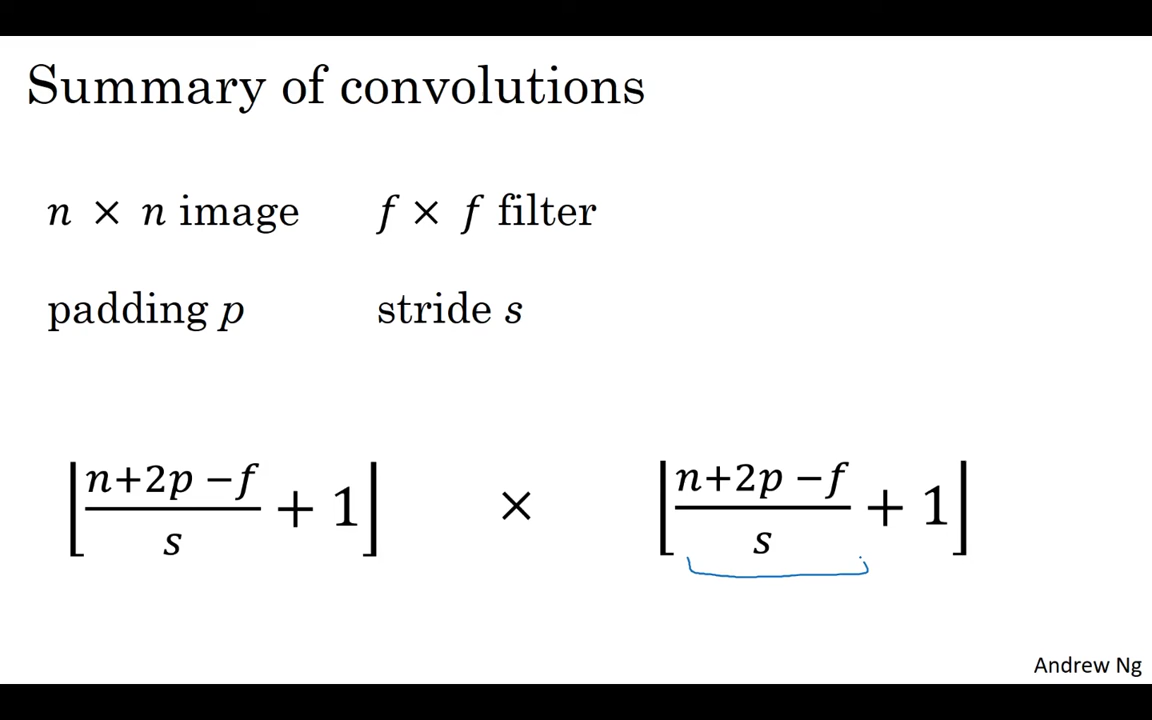 Summary of convolutions
n × n image f × f filter
padding p stride s
⌊(n+2p −f)/s + 1⌋ × ⌊(n+2p −f)/s + 1⌋
Andrew Ng